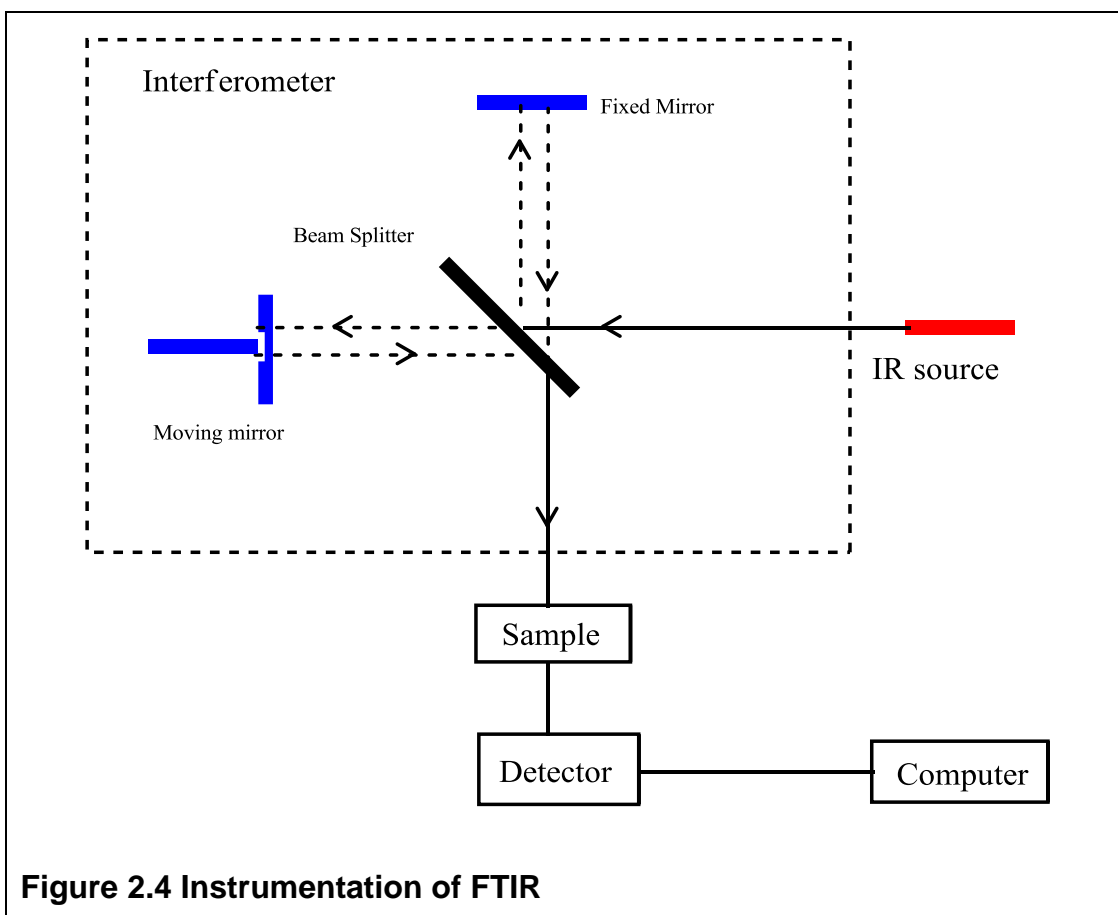 Interferometer
Fixed Mirror
Beam Splitter
IR source
Moving mirror
Sample
Detector
Computer
Figure 2.4 Instrumentation of FTIR